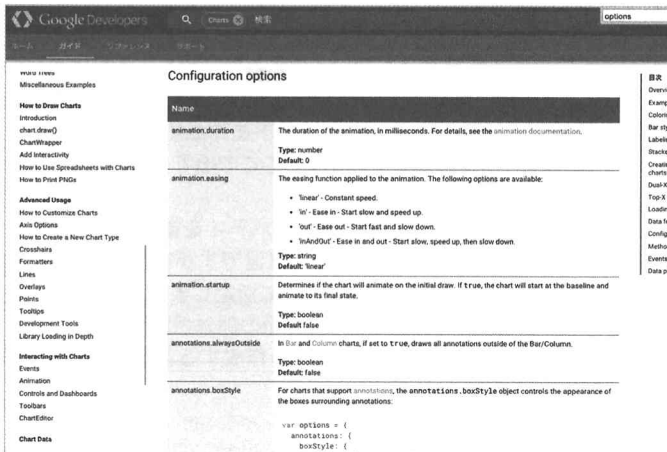 Google Developers
Charts
検索
options
ホーム
ガイド
リファレンス
サポート
Word Trees
Miscellaneous Examples
How to Draw Charts
Introduction
chart.draw()
ChartWrapper
Add Interactivity
How to Use Spreadsheets with Charts
How to Print PNGs
Advanced Usage
How to Customize Charts
Axis Options
How to Create a New Chart Type
Crosshairs
Formatters
Lines
Overlays
Points
Tooltips
Development Tools
Library Loading in Depth
Interacting with Charts
Events
Animation
Controls and Dashboards
Toolbars
ChartEditor
Chart Data
Configuration options
Name
animation.duration
The duration of the animation, in milliseconds. For details, see the animation documentation.
Type: number
Default: 0
animation.easing
The easing function applied to the animation. The following options are available:
• 'linear' - Constant speed.
• 'in' - Ease in - Start slow and speed up.
• 'out' - Ease out - Start fast and slow down.
• 'inAndOut' - Ease in and out - Start slow, speed up, then slow down.
Type: string
Default: 'linear'
animation.startup
Determines if the chart will animate on the initial draw. If true, the chart will start at the baseline and
animate to its final state.
Type: boolean
Default false
annotations.alwaysOutside
In Bar and Column charts, if set to true, draws all annotations outside of the Bar/Column.
Type: boolean
Default: false
annotations.boxStyle
For charts that support annotations, the annotations.boxStyle object controls the appearance of
the boxes surrounding annotations:
var options = {
annotations: {
boxStyle: {
目次
Overvi
Examp
Colorin
Bar sty
Labele
Stacke
Creatin
charts
Dual-X
Top-X
Loadin
Data fo
Config
Metho
Events
Data p